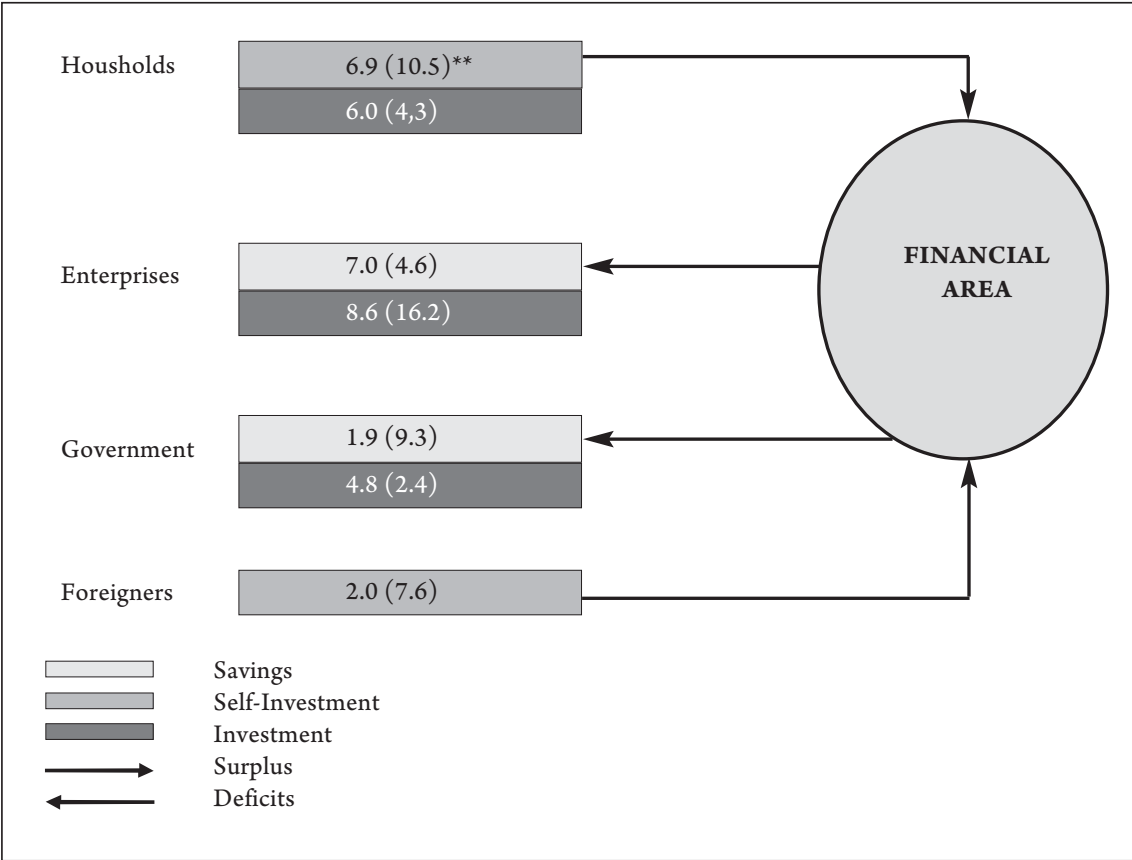 Housholds
6.9 (10.5)**
6.0 (4,3)
Enterprises
7.0 (4.6)
8.6 (16.2)
FINANCIAL
AREA
Government
1.9 (9.3)
4.8 (2.4)
Foreigners
2.0 (7.6)
Savings
Self-Investment
Investment
Surplus
Deficits